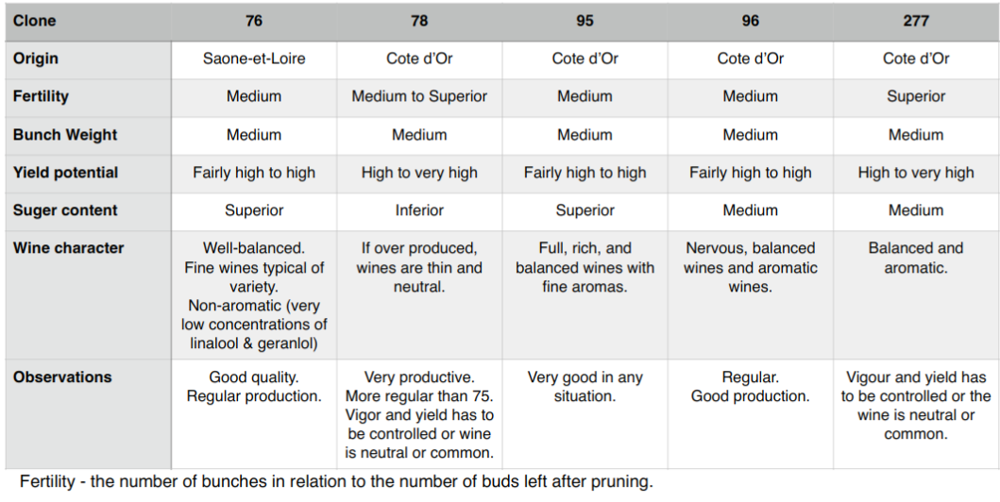 Clone 76 78 95 96 277
Origin Saone-et-Loire Cote d'Or Cote d'Or Cote d'Or Cote d'Or
Fertility Medium Medium to Superior Medium Medium Superior
Bunch Weight Medium Medium Medium Medium Medium
Yield potential Fairly high to high High to very high Fairly high to high Fairly high to high High to very high
Suger content Superior Inferior Superior Medium Medium
Wine character
Well-balanced.
Fine wines typical of
variety.
Non-aromatic (very
low concentrations of
linalool & geranlol)
If over produced,
wines are thin and
neutral.
Full, rich, and
balanced wines with
fine aromas.
Nervous, balanced
wines and aromatic
wines.
Balanced and
aromatic.
Observations
Good quality.
Regular production.
Very productive.
More regular than 75.
Vigor and yield has to
be controlled or wine
is neutral or common.
Very good in any
situation.
Regular.
Good production.
Vigour and yield has
to be controlled or the
wine is neutral or
common.
Fertility - the number of bunches in relation to the number of buds left after pruning.